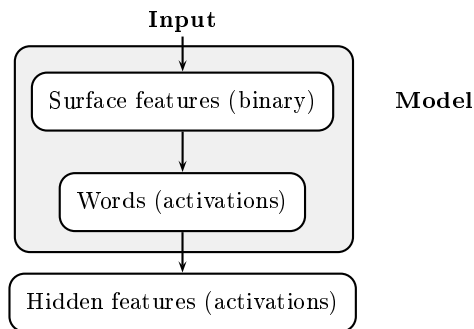 Input
Surface features (binary)
Model
Words (activations)
Hidden features (activations)